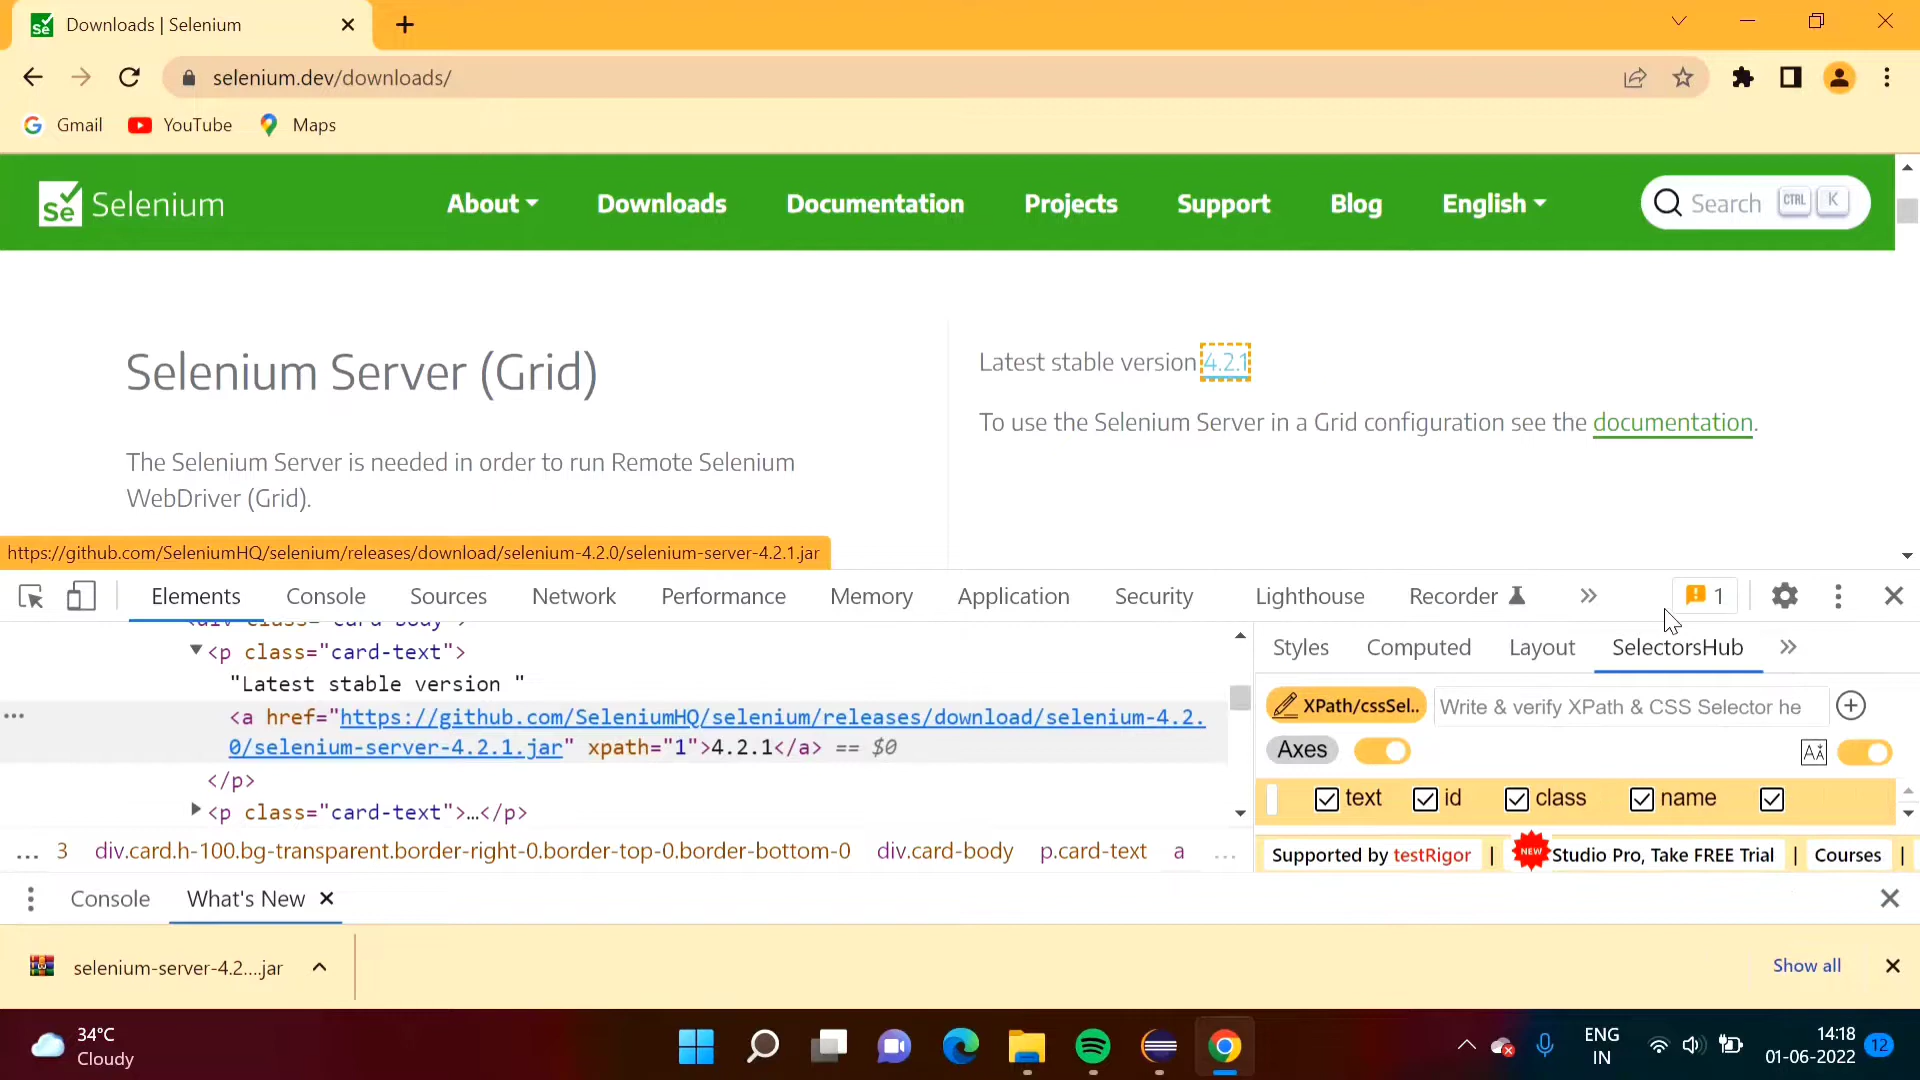 Downloads | Selenium
selenium.dev/downloads/
Gmail YouTube Maps
Se Selenium About Downloads Documentation Projects Support Blog English Search CTRL K
Selenium Server (Grid)
The Selenium Server is needed in order to run Remote Selenium
WebDriver (Grid).
Latest stable version 4.2.1
To use the Selenium Server in a Grid configuration see the documentation.
https://github.com/SeleniumHQ/selenium/releases/download/selenium-4.2.0/selenium-server-4.2.1.jar
Elements Console Sources Network Performance Memory Application Security Lighthouse Recorder 1
<p class="card-text">
"Latest stable version "
<a href="https://github.com/SeleniumHQ/selenium/releases/download/selenium-4.2.
0/selenium-server-4.2.1.jar" xpath="1">4.2.1</a> == $0
</p>
<p class="card-text">…</p>
... 3 div.card.h-100.bg-transparent.border-right-0.border-top-0.border-bottom-0 div.card-body p.card-text a ...
Styles Computed Layout SelectorsHub
XPath/cssSel.. Write & verify XPath & CSS Selector he
Axes
text id class name
Supported by testRigor | NEW Studio Pro, Take FREE Trial | Courses |
Console What's New
selenium-server-4.2....jar Show all
34°C
Cloudy
ENG
IN
14:18
01-06-2022
12